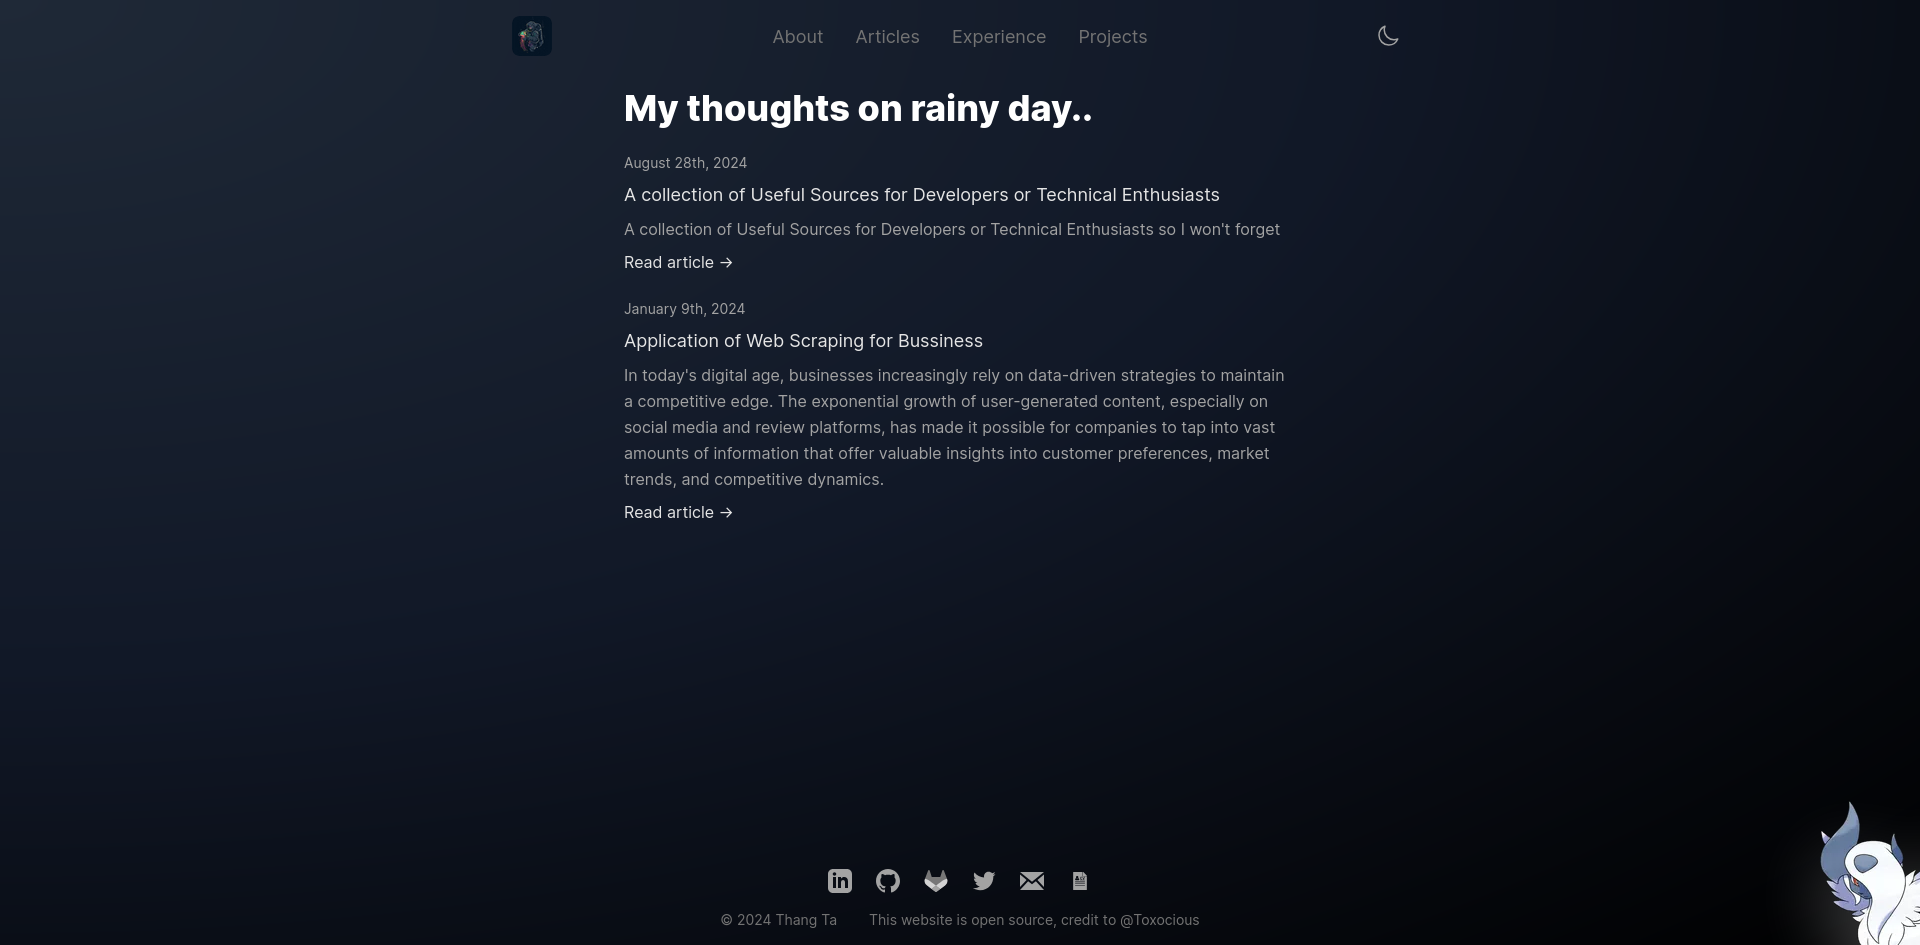 About Articles Experience Projects
My thoughts on rainy day..
August 28th, 2024
A collection of Useful Sources for Developers or Technical Enthusiasts
A collection of Useful Sources for Developers or Technical Enthusiasts so I won't forget
Read article →
January 9th, 2024
Application of Web Scraping for Bussiness
In today's digital age, businesses increasingly rely on data-driven strategies to maintain
a competitive edge. The exponential growth of user-generated content, especially on
social media and review platforms, has made it possible for companies to tap into vast
amounts of information that offer valuable insights into customer preferences, market
trends, and competitive dynamics.
Read article →
in
© 2024 Thang Ta This website is open source, credit to @Toxocious